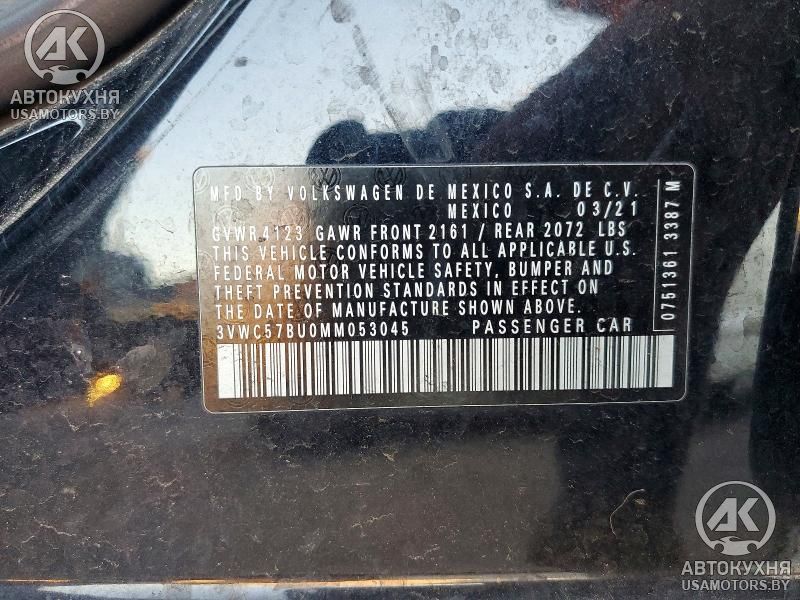 АВТОКУХНЯ
USAMOTORS.BY
MFD BY VOLKSWAGEN DE MEXICO S.A. DE C.V.
MEXICO 03/21
GVWR 4123 GAWR FRONT 2161 / REAR 2072 LBS
THIS VEHICLE CONFORMS TO ALL APPLICABLE U.S.
FEDERAL MOTOR VEHICLE SAFETY, BUMPER AND
THEFT PREVENTION STANDARDS IN EFFECT ON
THE DATE OF MANUFACTURE SHOWN ABOVE.
3VWC57BU0MM053045 PASSENGER CAR
0751361 3387 M
АК
АВТОКУХНЯ
USAMOTORS.BY